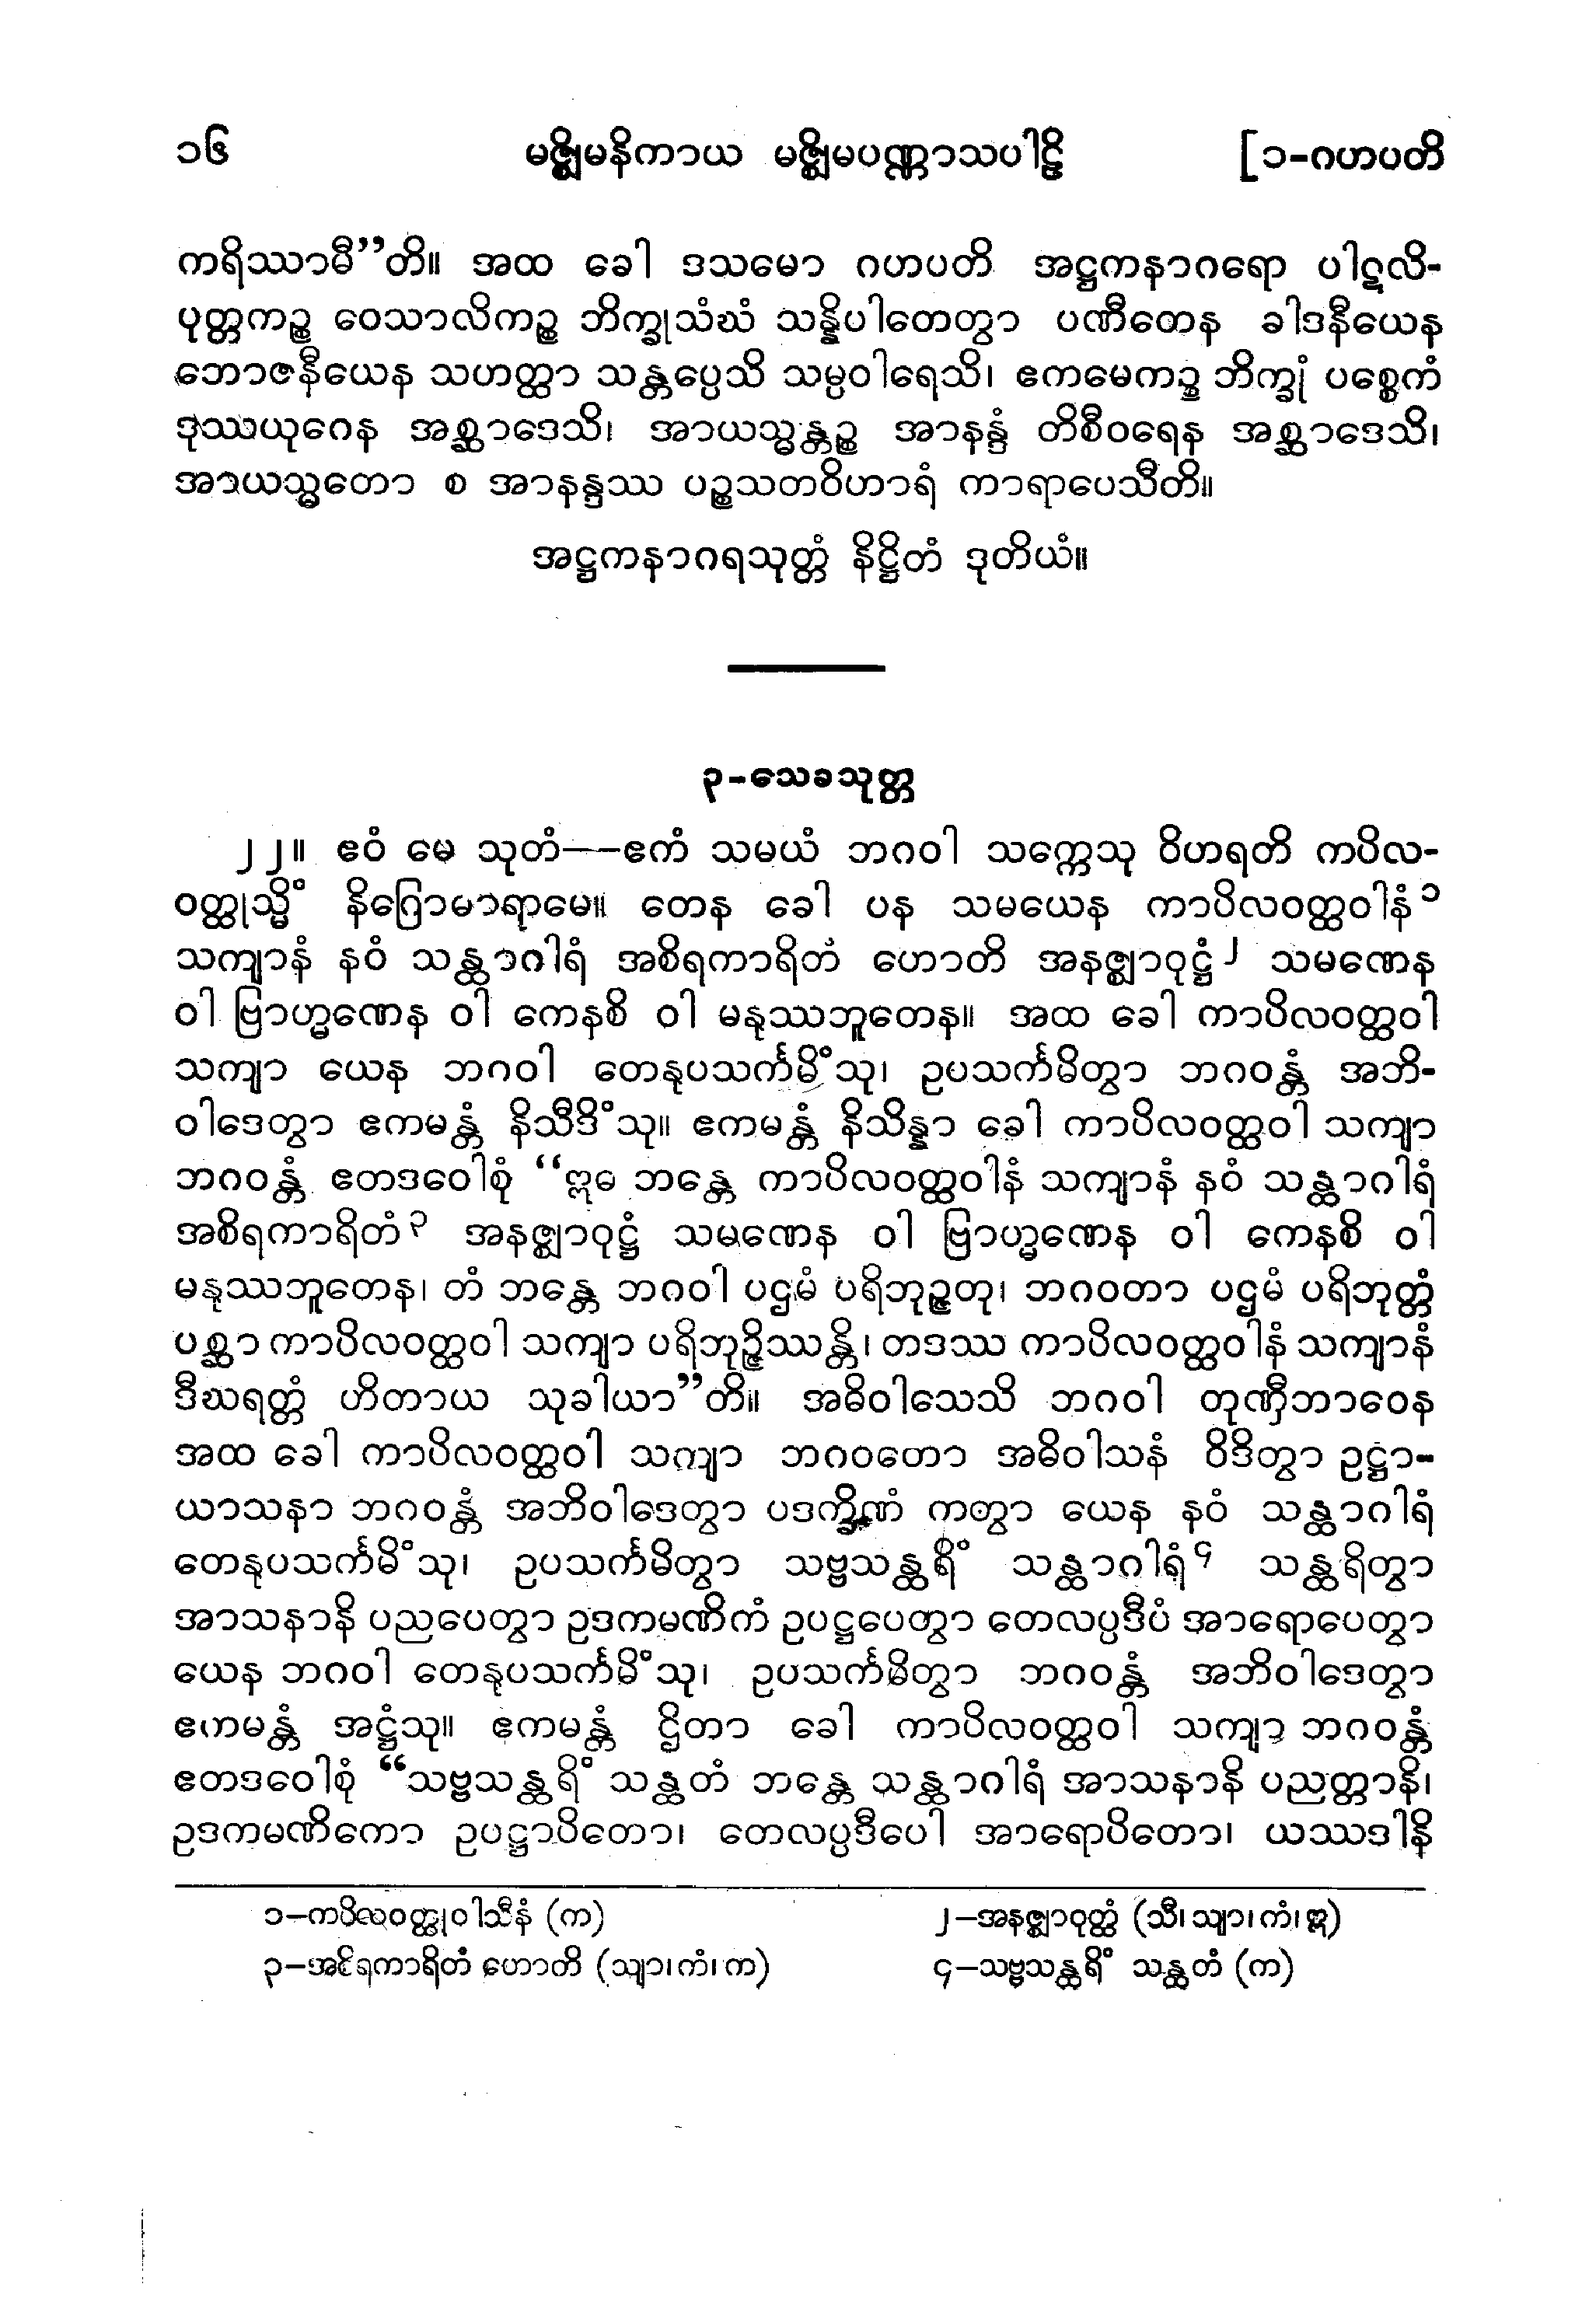 ၁၆ မဇ္ဈိမနိကာယ မဇ္ဈိမပဏ္ဏာသပါဠိ [၁-ဂဟပတိ
ကရိဿာမီ”တိ။ အထ ခေါ ဒသမော ဂဟပတိ အဋ္ဌကနာဂရော ပါဋလိ-
ပုတ္တကဉ္စ ဝေသာလိကဉ္စ ဘိက္ခုသံဃံ သန္နိပါတေတွာ ပဏီတေန ခါဒနီယေန
ဘောဇနီယေန သဟတ္ထာ သန္တပ္ပေသိ သမ္ပဝါရေသိ၊ ဧကမေကဉ္စ ဘိက္ခုံ ပစ္စေကံ
ဒုဿယုဂေန အစ္ဆာဒေသိ၊ အာယသ္မန္တဉ္စ အာနန္ဒံ တိစီဝရေန အစ္ဆာဒေသိ၊
အာယသ္မတော စ အာနန္ဒဿ ပဉ္စသတဝိဟာရံ ကာရာပေသီတိ။
အဋ္ဌကနာဂရသုတ္တံ နိဋ္ဌိတံ ဒုတိယံ။
၃-သေခသုတ္တ
၂၂။ ဧဝံ မေ သုတံ——ဧကံ သမယံ ဘဂဝါ သက္ကေသု ဝိဟရတိ ကပိလ-
ဝတ္ထုသ္မိံ နိဂြောမာရာမေ။ တေန ခေါ ပန သမယေန ကာပိလဝတ္ထဝါနံ၁
သကျာနံ နဝံ သန္ထာဂါရံ အစိရကာရိတံ ဟောတိ အနဇ္ဈာဝုဋ္ဌံ၂ သမဏေန
ဝါ ဗြာဟ္မဏေန ဝါ ကေနစိ ဝါ မနုဿဘူတေန။ အထ ခေါ ကာပိလဝတ္ထဝါ
သကျာ ယေန ဘဂဝါ တေနုပသင်္ကမိံသု၊ ဥပသင်္ကမိတွာ ဘဂဝန္တံ အဘိ-
ဝါဒေတွာ ဧကမန္တံ နိသီဒိံသု။ ဧကမန္တံ နိသိန္နာ ခေါ ကာပိလဝတ္ထဝါ သကျာ
ဘဂဝန္တံ ဧတဒဝေါစုံ “ဣဓ ဘန္တေ ကာပိလဝတ္ထဝါနံ သကျာနံ နဝံ သန္ထာဂါရံ
အစိရကာရိတံ၃ အနဇ္ဈာဝုဋ္ဌံ သမဏေန ဝါ ဗြာဟ္မဏေန ဝါ ကေနစိ ဝါ
မနုဿဘူတေန၊ တံ ဘန္တေ ဘဂဝါ ပဌမံ ပရိဘုဉ္ဇတု၊ ဘဂဝတာ ပဌမံ ပရိဘုတ္တံ
ပစ္ဆာ ကာပိလဝတ္ထဝါ သကျာ ပရိဘုဉ္ဇိဿန္တိ၊ တဒဿ ကာပိလဝတ္ထဝါနံ သကျာနံ
ဒီဃရတ္တံ ဟိတာယ သုခါယာ”တိ။ အဓိဝါသေသိ ဘဂဝါ တုဏှီဘာဝေန
အထ ခေါ ကာပိလဝတ္ထဝါ သကျာ ဘဂဝတော အဓိဝါသနံ ဝိဒိတွာ ဥဋ္ဌာ-
ယာသနာ ဘဂဝန္တံ အဘိဝါဒေတွာ ပဒက္ခိဏံ ကတွာ ယေန နဝံ သန္ထာဂါရံ
တေနုပသင်္ကမိံသု၊ ဥပသင်္ကမိတွာ သဗ္ဗသန္ထရိံ သန္ထာဂါရံ၄ သန္ထရိတွာ
အာသနာနိ ပညပေတွာ ဥဒကမဏိကံ ဥပဋ္ဌပေတွာ တေလပ္ပဒီပံ အာရောပေတွာ
ယေန ဘဂဝါ တေနုပသင်္ကမိံသု၊ ဥပသင်္ကမိတွာ ဘဂဝန္တံ အဘိဝါဒေတွာ
ဧကမန္တံ အဋ္ဌံသု။ ဧကမန္တံ ဌိတာ ခေါ ကာပိလဝတ္ထဝါ သကျာ ဘဂဝန္တံ
ဧတဒဝေါစုံ “သဗ္ဗသန္ထရိံ သန္ထတံ ဘန္တေ သန္ထာဂါရံ အာသနာနိ ပညတ္တာနိ၊
ဥဒကမဏိကော ဥပဋ္ဌာပိတော၊ တေလပ္ပဒီပေါ အာရောပိတော၊ ယဿဒါနိ
၁–ကပိလဝတ္ထုဝါသီနံ (က) ၂–အနဇ္ဈာဝုတ္ထံ (သီ၊ သျာ၊ ကံ၊ ဣ)
၃–အစိရကာရိတံ ဟောတိ (သျာ၊ ကံ၊ က) ၄–သဗ္ဗသန္ထရိံ သန္ထတံ (က)